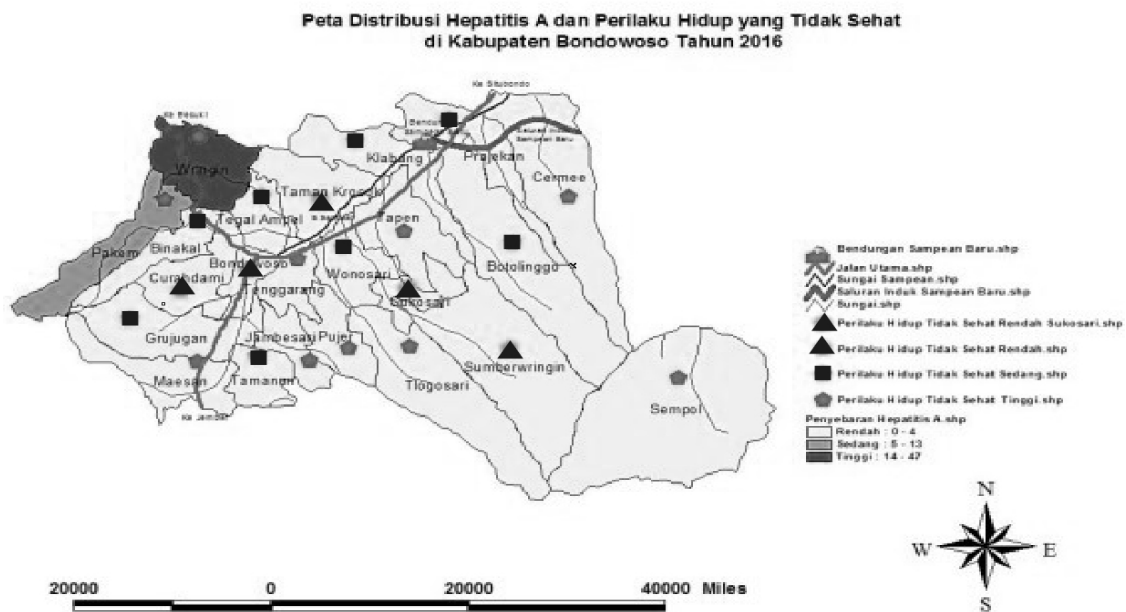 Peta Distribusi Hepatitis A dan Perilaku Hidup yang Tidak Sehat
di Kabupaten Bondowoso Tahun 2016
Ke Situbondo
Ke Besuki
Wringin
Klabang
Prajekan
Cermee
Taman Krocok
Tegal Ampel
Tapen
Pakem
Binakal
Botolinggo
Bondowoso
Wonosari
Curahdami
Tenggarang
Sukosari
Grujugan
Jambesari
Pujer
Sumberwringin
Maesan
Tamanan
Tlogosari
Sempol
Ke Jember
Bendungan Sampean Baru.shp
Jalan Utama.shp
Sungai Sampean.shp
Saluran Induk Sampean Baru.shp
Sungai.shp
Perilaku Hidup Tidak Sehat Rendah Sukosari.shp
Perilaku Hidup Tidak Sehat Rendah.shp
Perilaku Hidup Tidak Sehat Sedang.shp
Perilaku Hidup Tidak Sehat Tinggi.shp
Penyebaran Hepatitis A.shp
Rendah : 0 - 4
Sedang : 5 - 13
Tinggi : 14 - 47
N
W E
S
20000 0 20000 40000 Miles